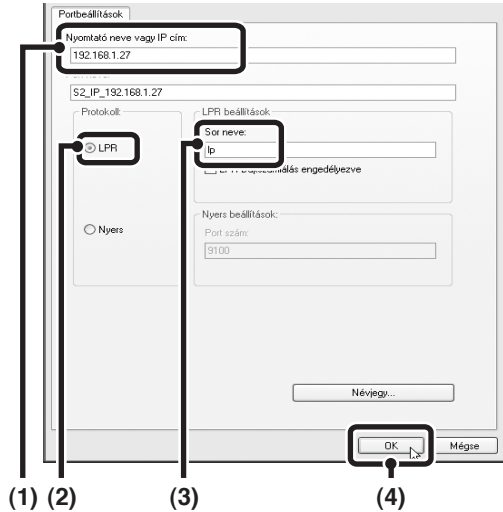 Portbeállítások
Nyomtató neve vagy IP cím:
192.168.1.27
S2_IP_192.168.1.27
Protokoll:
LPR
Nyers
LPR beállítások
Sor neve:
lp
engedélyezve
Nyers beállítások:
Port szám:
9100
Névjegy...
OK
Mégse
(1) (2) (3) (4)